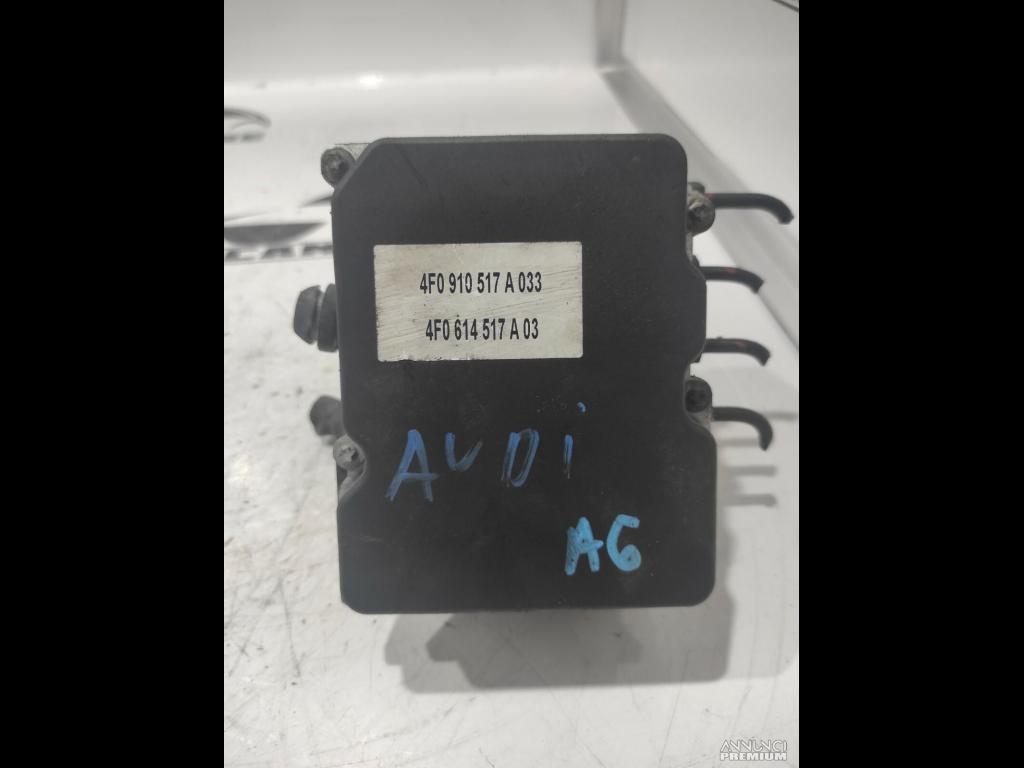 4F0 910 517 A 033
4F0 614 517 A 03
AUDi
A6
ANNUNCI
PREMIUM